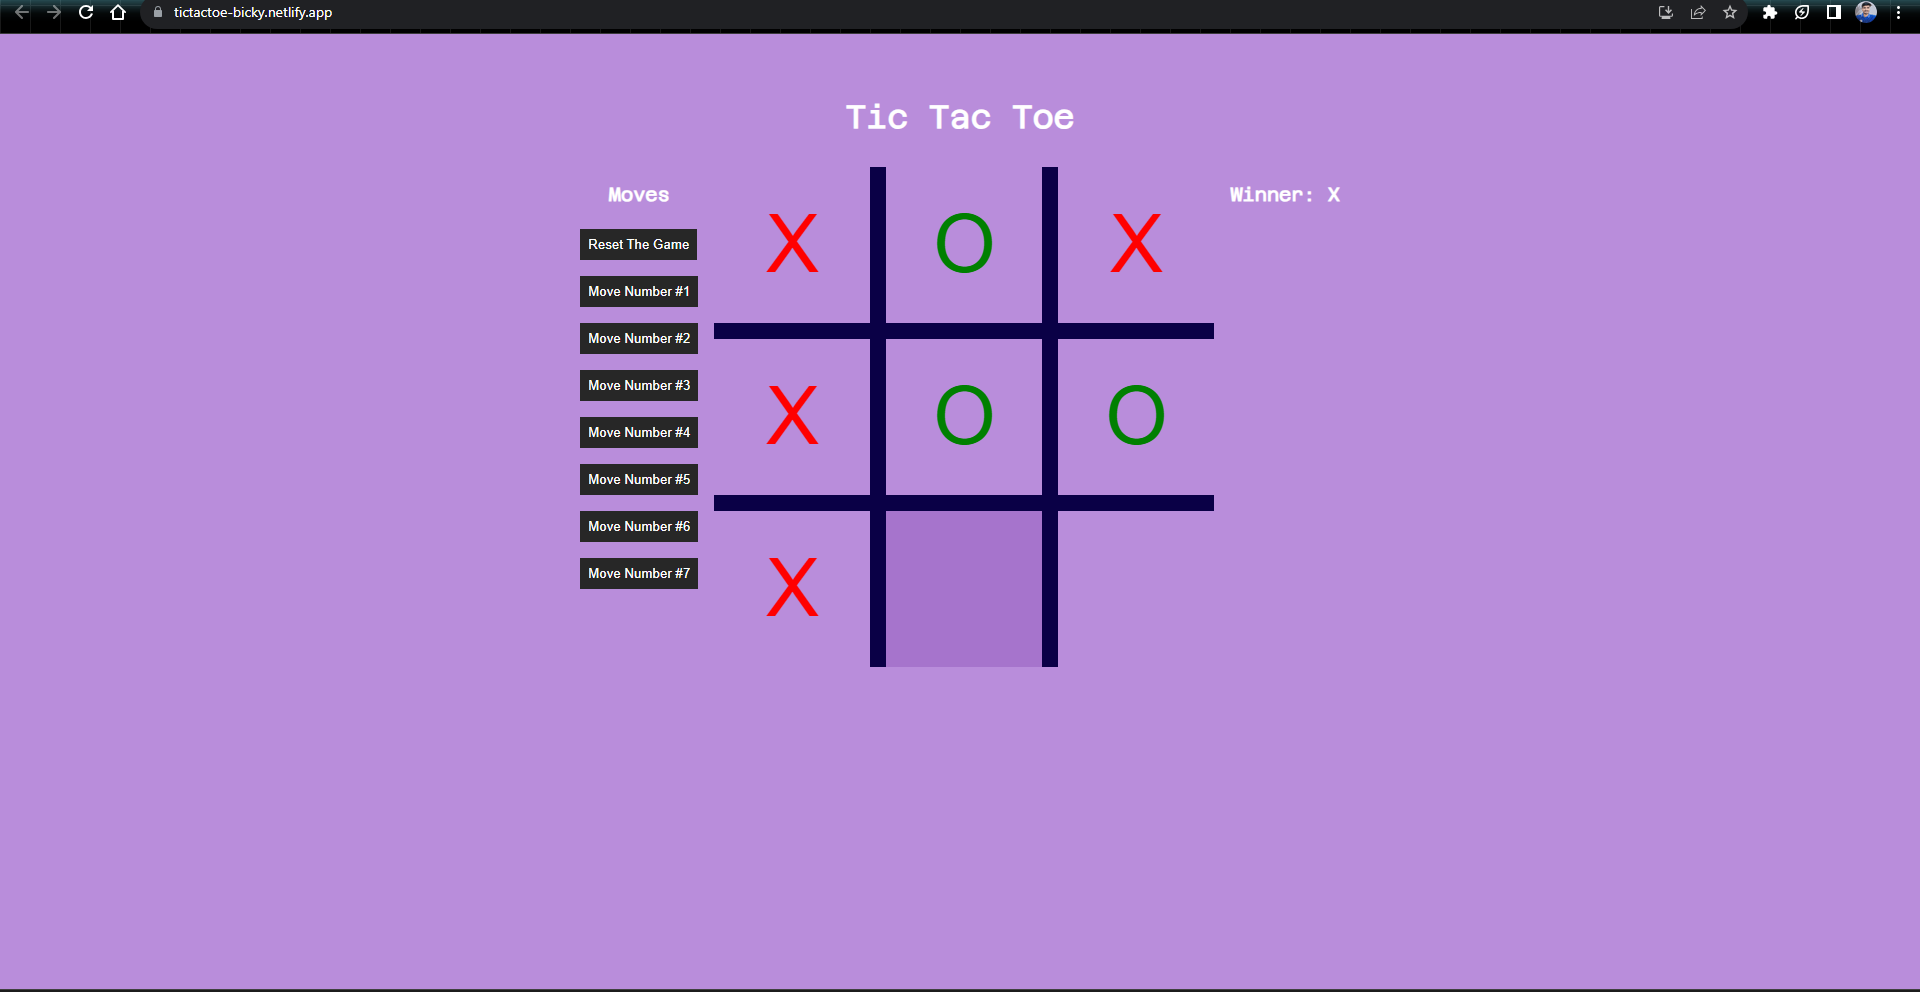 tictactoe-bicky.netlify.app
Tic Tac Toe
Moves
Reset The Game
Move Number #1
Move Number #2
Move Number #3
Move Number #4
Move Number #5
Move Number #6
Move Number #7
X O X
X O O
X
Winner: X